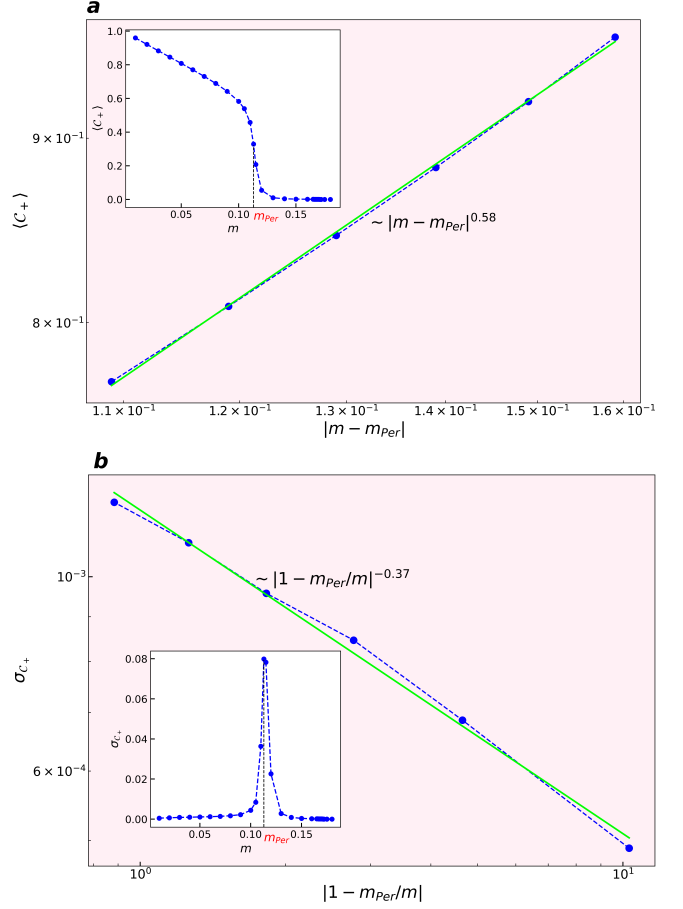 a
1.0
0.8
0.6
0.4
0.2
0.0
⟨𝒞₊⟩
0.05 0.10 0.15
m
m_Per
9 × 10⁻¹
8 × 10⁻¹
⟨𝒞₊⟩
~ |m − m_Per|^0.58
1.1 × 10⁻¹ 1.2 × 10⁻¹ 1.3 × 10⁻¹ 1.4 × 10⁻¹ 1.5 × 10⁻¹ 1.6 × 10⁻¹
|m − m_Per|
b
10⁻³
6 × 10⁻⁴
σ_𝒞₊
~ |1 − m_Per/m|^−0.37
0.08
0.06
0.04
0.02
0.00
σ_𝒞₊
0.05 0.10 0.15
m
m_Per
10⁰ 10¹
|1 − m_Per/m|